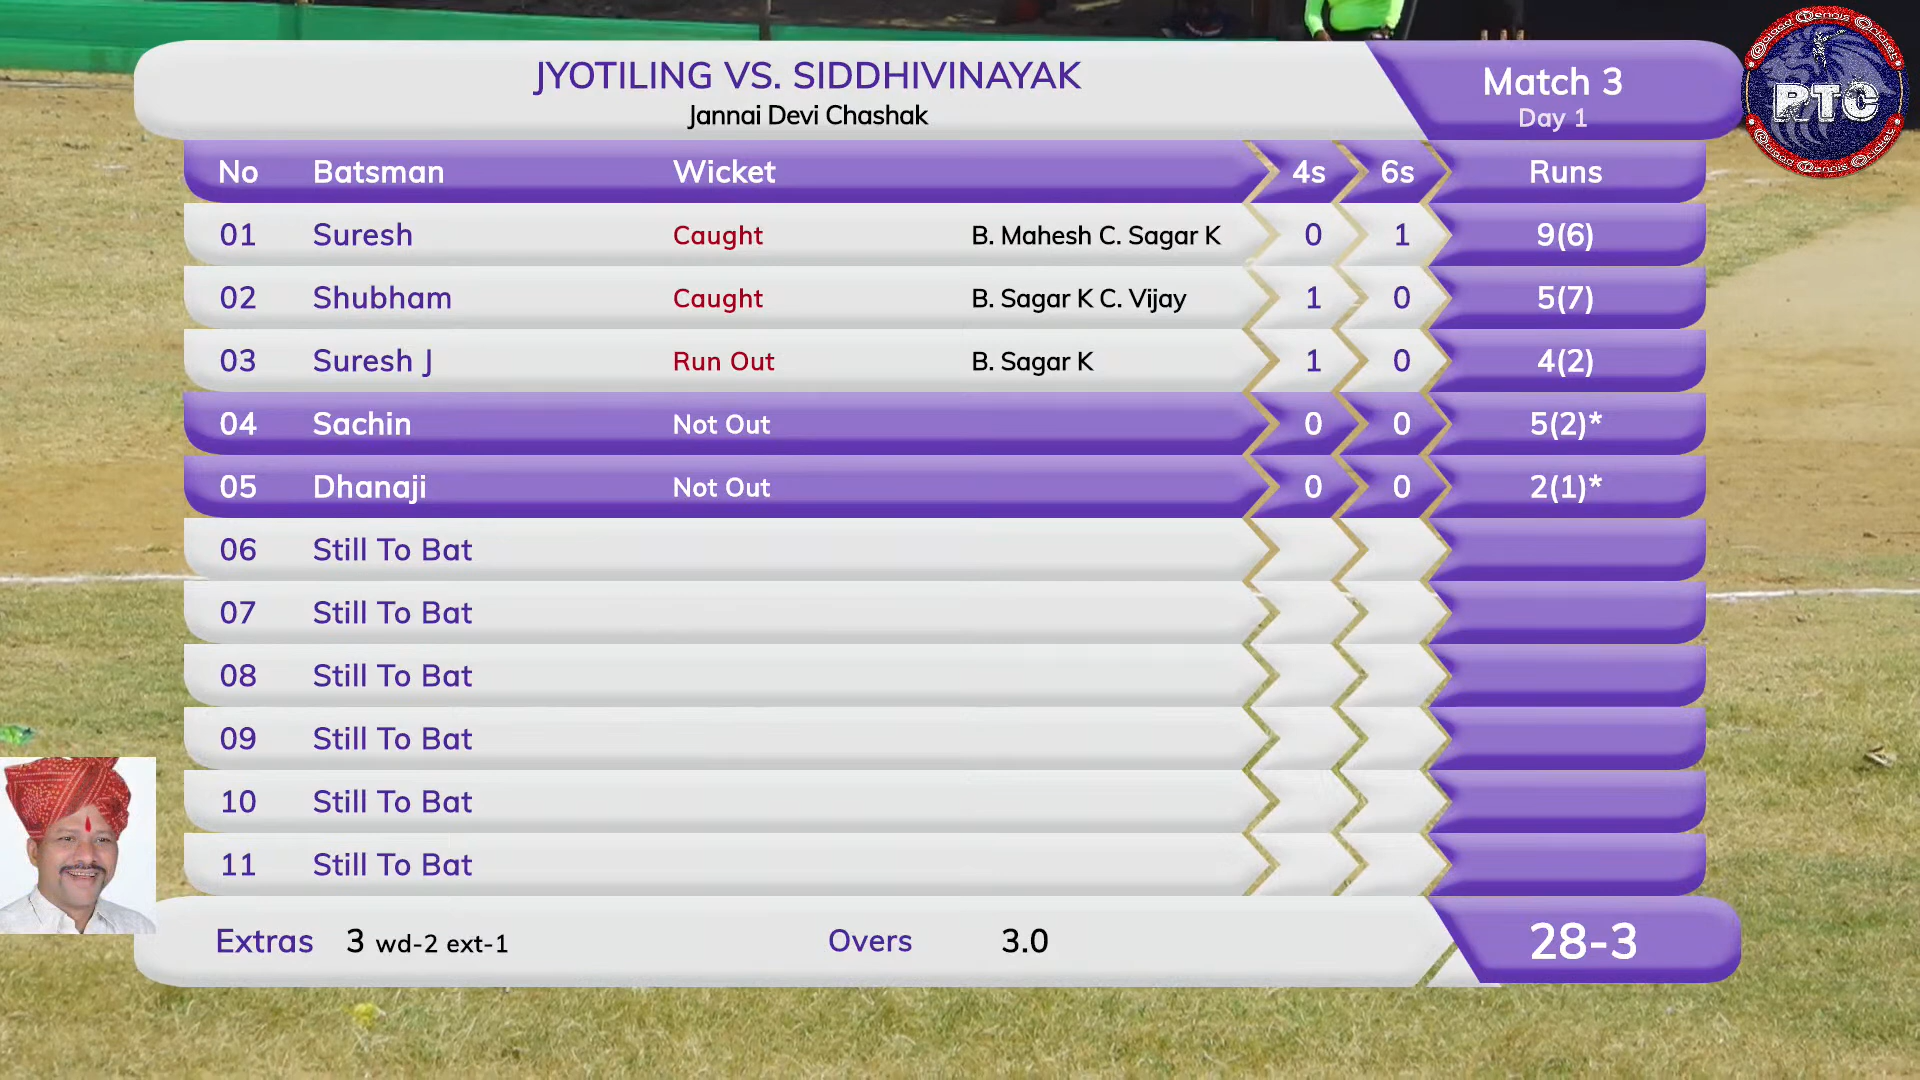 JYOTILING VS. SIDDHIVINAYAK
Jannai Devi Chashak
Match 3
Day 1
RTC
No Batsman Wicket 4s 6s Runs
01 Suresh Caught B. Mahesh C. Sagar K 0 1 9(6)
02 Shubham Caught B. Sagar K C. Vijay 1 0 5(7)
03 Suresh J Run Out B. Sagar K 1 0 4(2)
04 Sachin Not Out 0 0 5(2)*
05 Dhanaji Not Out 0 0 2(1)*
06 Still To Bat
07 Still To Bat
08 Still To Bat
09 Still To Bat
10 Still To Bat
11 Still To Bat
Extras 3 wd-2 ext-1 Overs 3.0 28-3